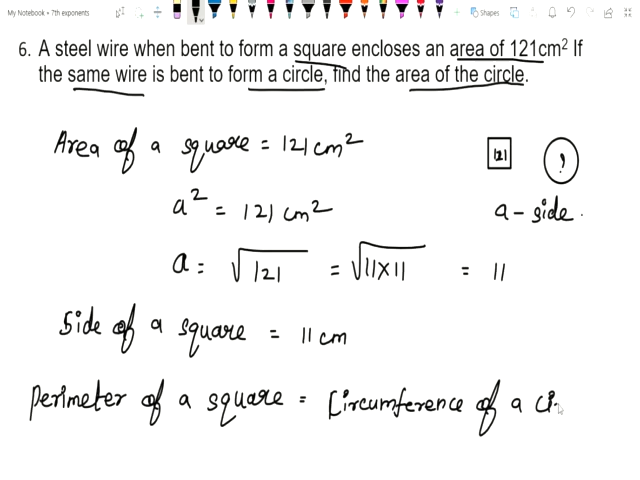 My Notebook » 7th exponents
Shapes
6. A steel wire when bent to form a square encloses an area of 121cm² If
the same wire is bent to form a circle, find the area of the circle.
Area of a square = 121 cm²
121 ?
a² = 121 cm²
a - side.
a = √121 = √11×11 = 11
Side of a square = 11 cm
Perimeter of a square = Circumference of a ci